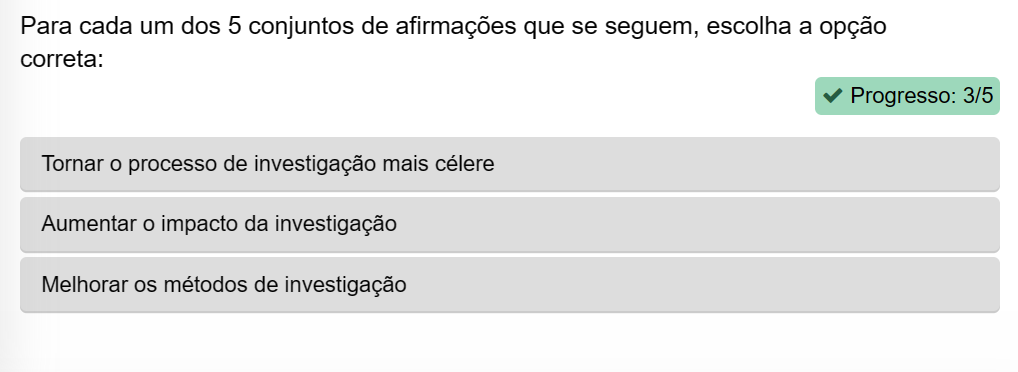 Para cada um dos 5 conjuntos de afirmações que se seguem, escolha a opção
correta:
Progresso: 3/5
Tornar o processo de investigação mais célere
Aumentar o impacto da investigação
Melhorar os métodos de investigação